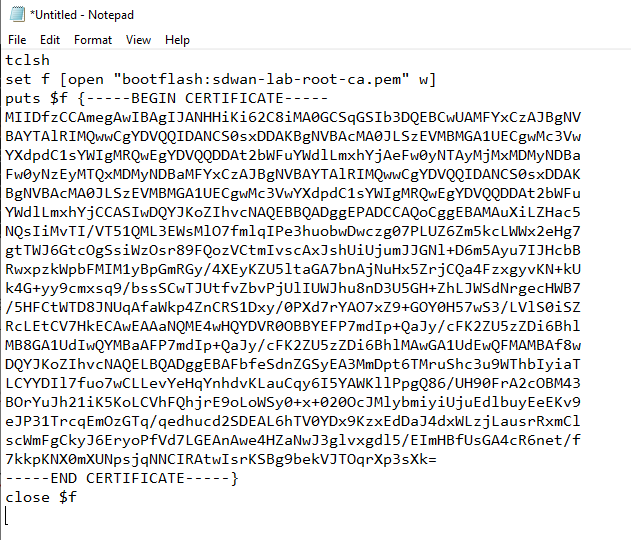 *Untitled - Notepad
File Edit Format View Help
tclsh
set f [open "bootflash:sdwan-lab-root-ca.pem" w]
puts $f {-----BEGIN CERTIFICATE-----
MIIDfzCCAmegAwIBAgIJANHHiKi62C8iMA0GCSqGSIb3DQEBCwUAMFYxCzAJBgNV
BAYTAlRIMQwwCgYDVQQIDANCS0sxDDAKBgNVBAcMA0JLSzEVMBMGA1UECgwMc3Vw
YXdpdC1sYWIgMRQwEgYDVQQDDAt2bWFuYWdlLmxhYjAeFw0yNTAyMjMxMDMyNDBa
Fw0yNzEyMTQxMDMyNDBaMFYxCzAJBgNVBAYTAlRIMQwwCgYDVQQIDANCS0sxDDAK
BgNVBAcMA0JLSzEVMBMGA1UECgwMc3VwYXdpdC1sYWIgMRQwEgYDVQQDDAt2bWFu
YWdlLmxhYjCCASIwDQYJKoZIhvcNAQEBBQADggEPADCCAQoCggEBAMAuXiLZHac5
NQsIiMvTI/VT51QML3EWsMlO7fmlqIPe3huobwDwczg07PLUZ6Zm5kcLWWx2eHg7
gtTWJ6GtcOgSsiWzOsr89FQozVCtmIvscAxJshUiUjumJJGNl+D6m5Ayu7IJHcbB
RwxpzkWpbFMIM1yBpGmRGy/4XEyKZU5ltaGA7bnAjNuHx5ZrjCQa4FzxgyvKN+kU
k4G+yy9cmxsq9/bssSCwTJUtfvZbvPjUlIUWJhu8nD3U5GH+ZhLJWSdNrgecHWB7
/5HFCtWTD8JNUqAfaWkp4ZnCRS1Dxy/0PXd7rYAO7xZ9+GOY0H57wS3/LVlS0iSZ
RcLEtCV7HkECAwEAAaNQME4wHQYDVR0OBBYEFP7mdIp+QaJy/cFK2ZU5zZDi6Bhl
MB8GA1UdIwQYMBaAFP7mdIp+QaJy/cFK2ZU5zZDi6BhlMAwGA1UdEwQFMAMBAf8w
DQYJKoZIhvcNAQELBQADggEBAFbfeSdnZGSyEA3MmDpt6TMruShc3u9WThbIyiaT
LCYYDIl7fuo7wCLLevYeHqYnhdvKLauCqy6I5YAWKllPpgQ86/UH90FrA2cOBM43
BOrYuJh21iK5KoLCVhFQhjrE9oLoWSy0+x+020OcJMlybmiyiUjuEdlbuyEeEKv9
eJP31TrcqEmOzGTq/qedhucd2SDEAL6hTV0YDx9KzxEdDaJ4dxWLzjLausrRxmCl
scWmFgCkyJ6EryoPfVd7LGEAnAwe4HZaNwJ3glvxgdl5/EImHBfUsGA4cR6net/f
7kkpKNX0mXUNpsjqNNCIRAtwIsrKSBg9bekVJTOqrXp3sXk=
-----END CERTIFICATE-----}
close $f